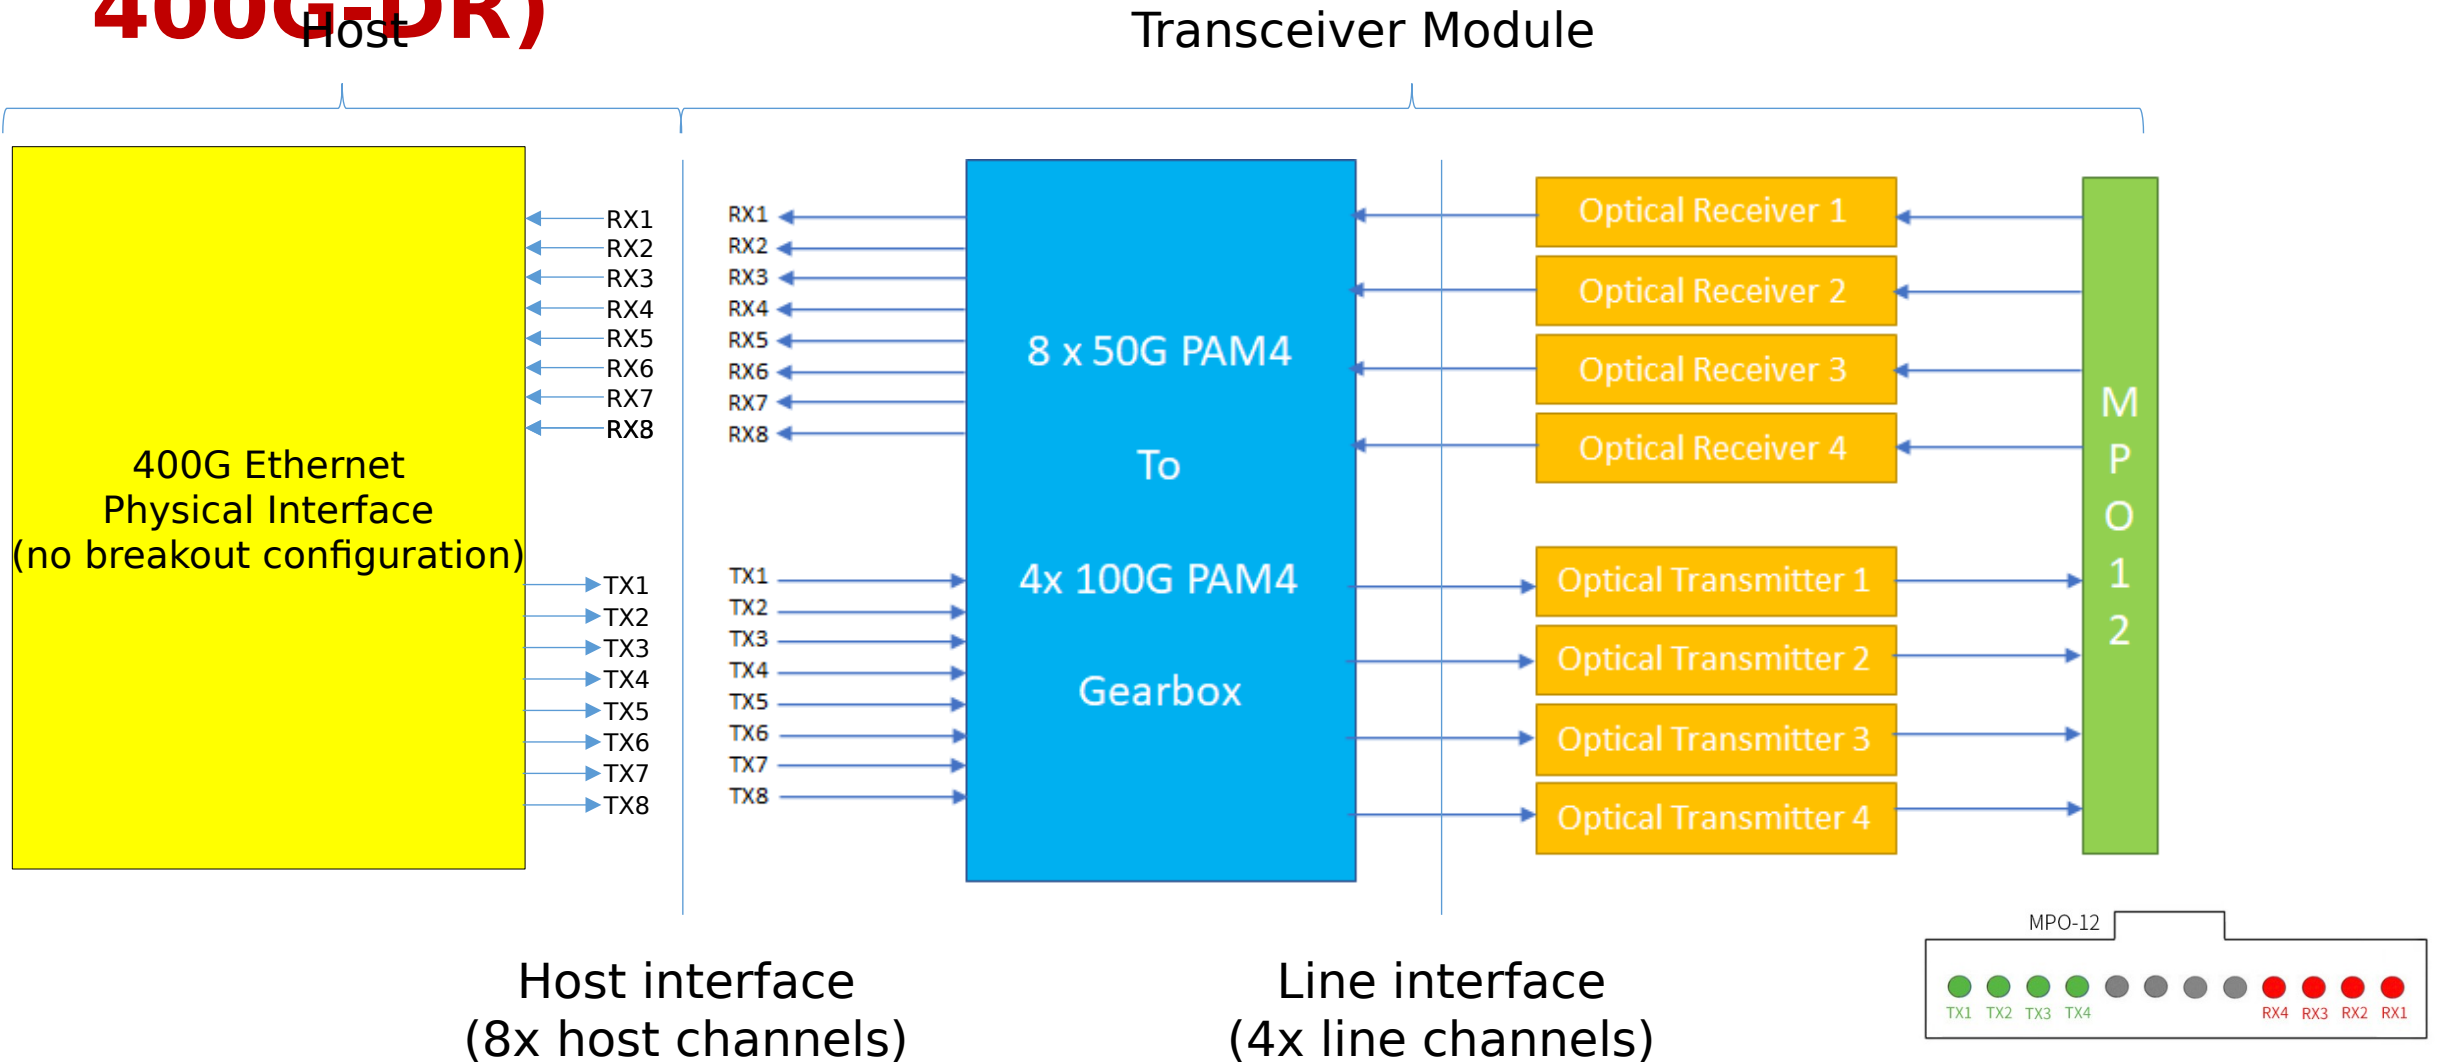 400G-DR)
Host
Transceiver Module
RX1
RX2
RX3
RX4
RX5
RX6
RX7
RX8
400G Ethernet
Physical Interface
(no breakout configuration)
TX1
TX2
TX3
TX4
TX5
TX6
TX7
TX8
RX1
RX2
RX3
RX4
RX5
RX6
RX7
RX8
TX1
TX2
TX3
TX4
TX5
TX6
TX7
TX8
8 x 50G PAM4
To
4x 100G PAM4
Gearbox
Optical Receiver 1
Optical Receiver 2
Optical Receiver 3
Optical Receiver 4
Optical Transmitter 1
Optical Transmitter 2
Optical Transmitter 3
Optical Transmitter 4
M
P
O
1
2
Host interface
(8x host channels)
Line interface
(4x line channels)
MPO-12
TX1 TX2 TX3 TX4 RX4 RX3 RX2 RX1